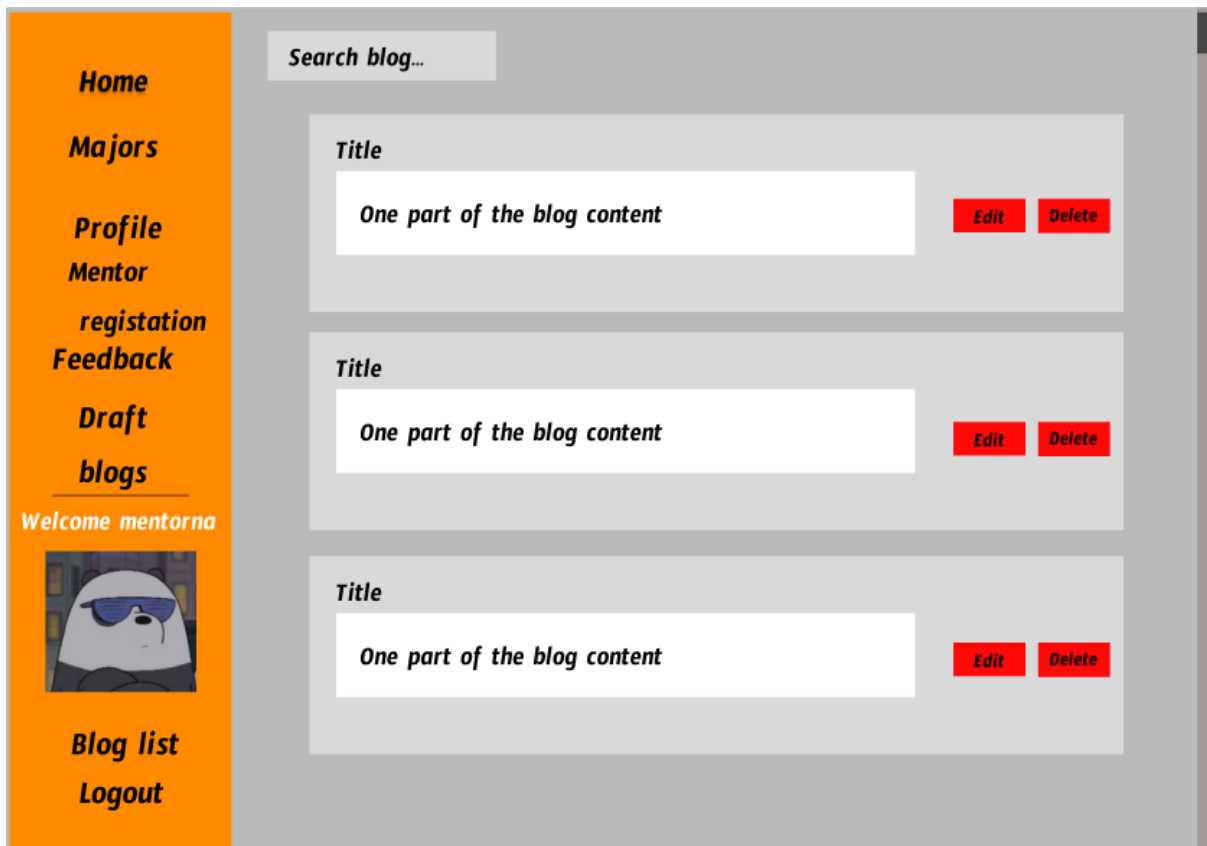 Home
Majors
Profile
Mentor
registation
Feedback
Draft
blogs
Welcome mentorna
Blog list
Logout
Search blog...
Title
One part of the blog content
Edit
Delete
Title
One part of the blog content
Edit
Delete
Title
One part of the blog content
Edit
Delete